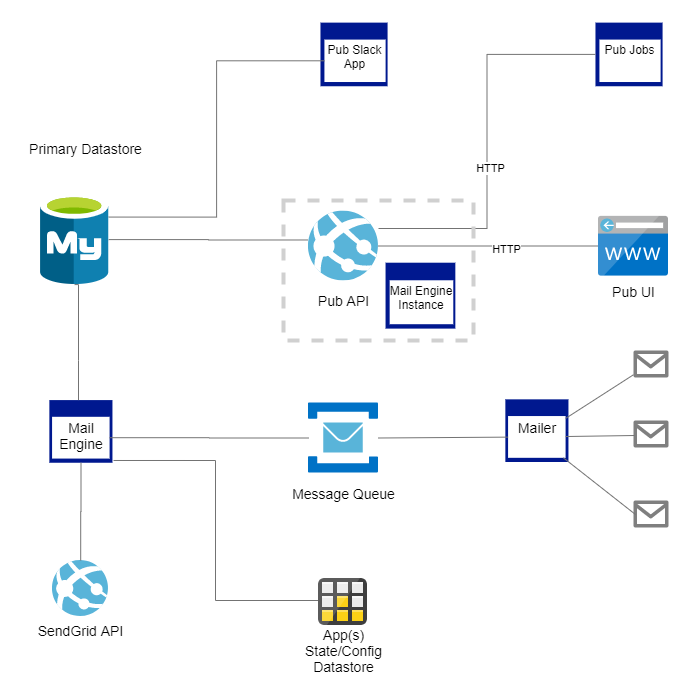 Pub Slack
App
Pub Jobs
Primary Datastore
HTTP
My
Pub API
Mail Engine
Instance
HTTP
WWW
Pub UI
Mail
Engine
Message Queue
Mailer
SendGrid API
App(s)
State/Config
Datastore